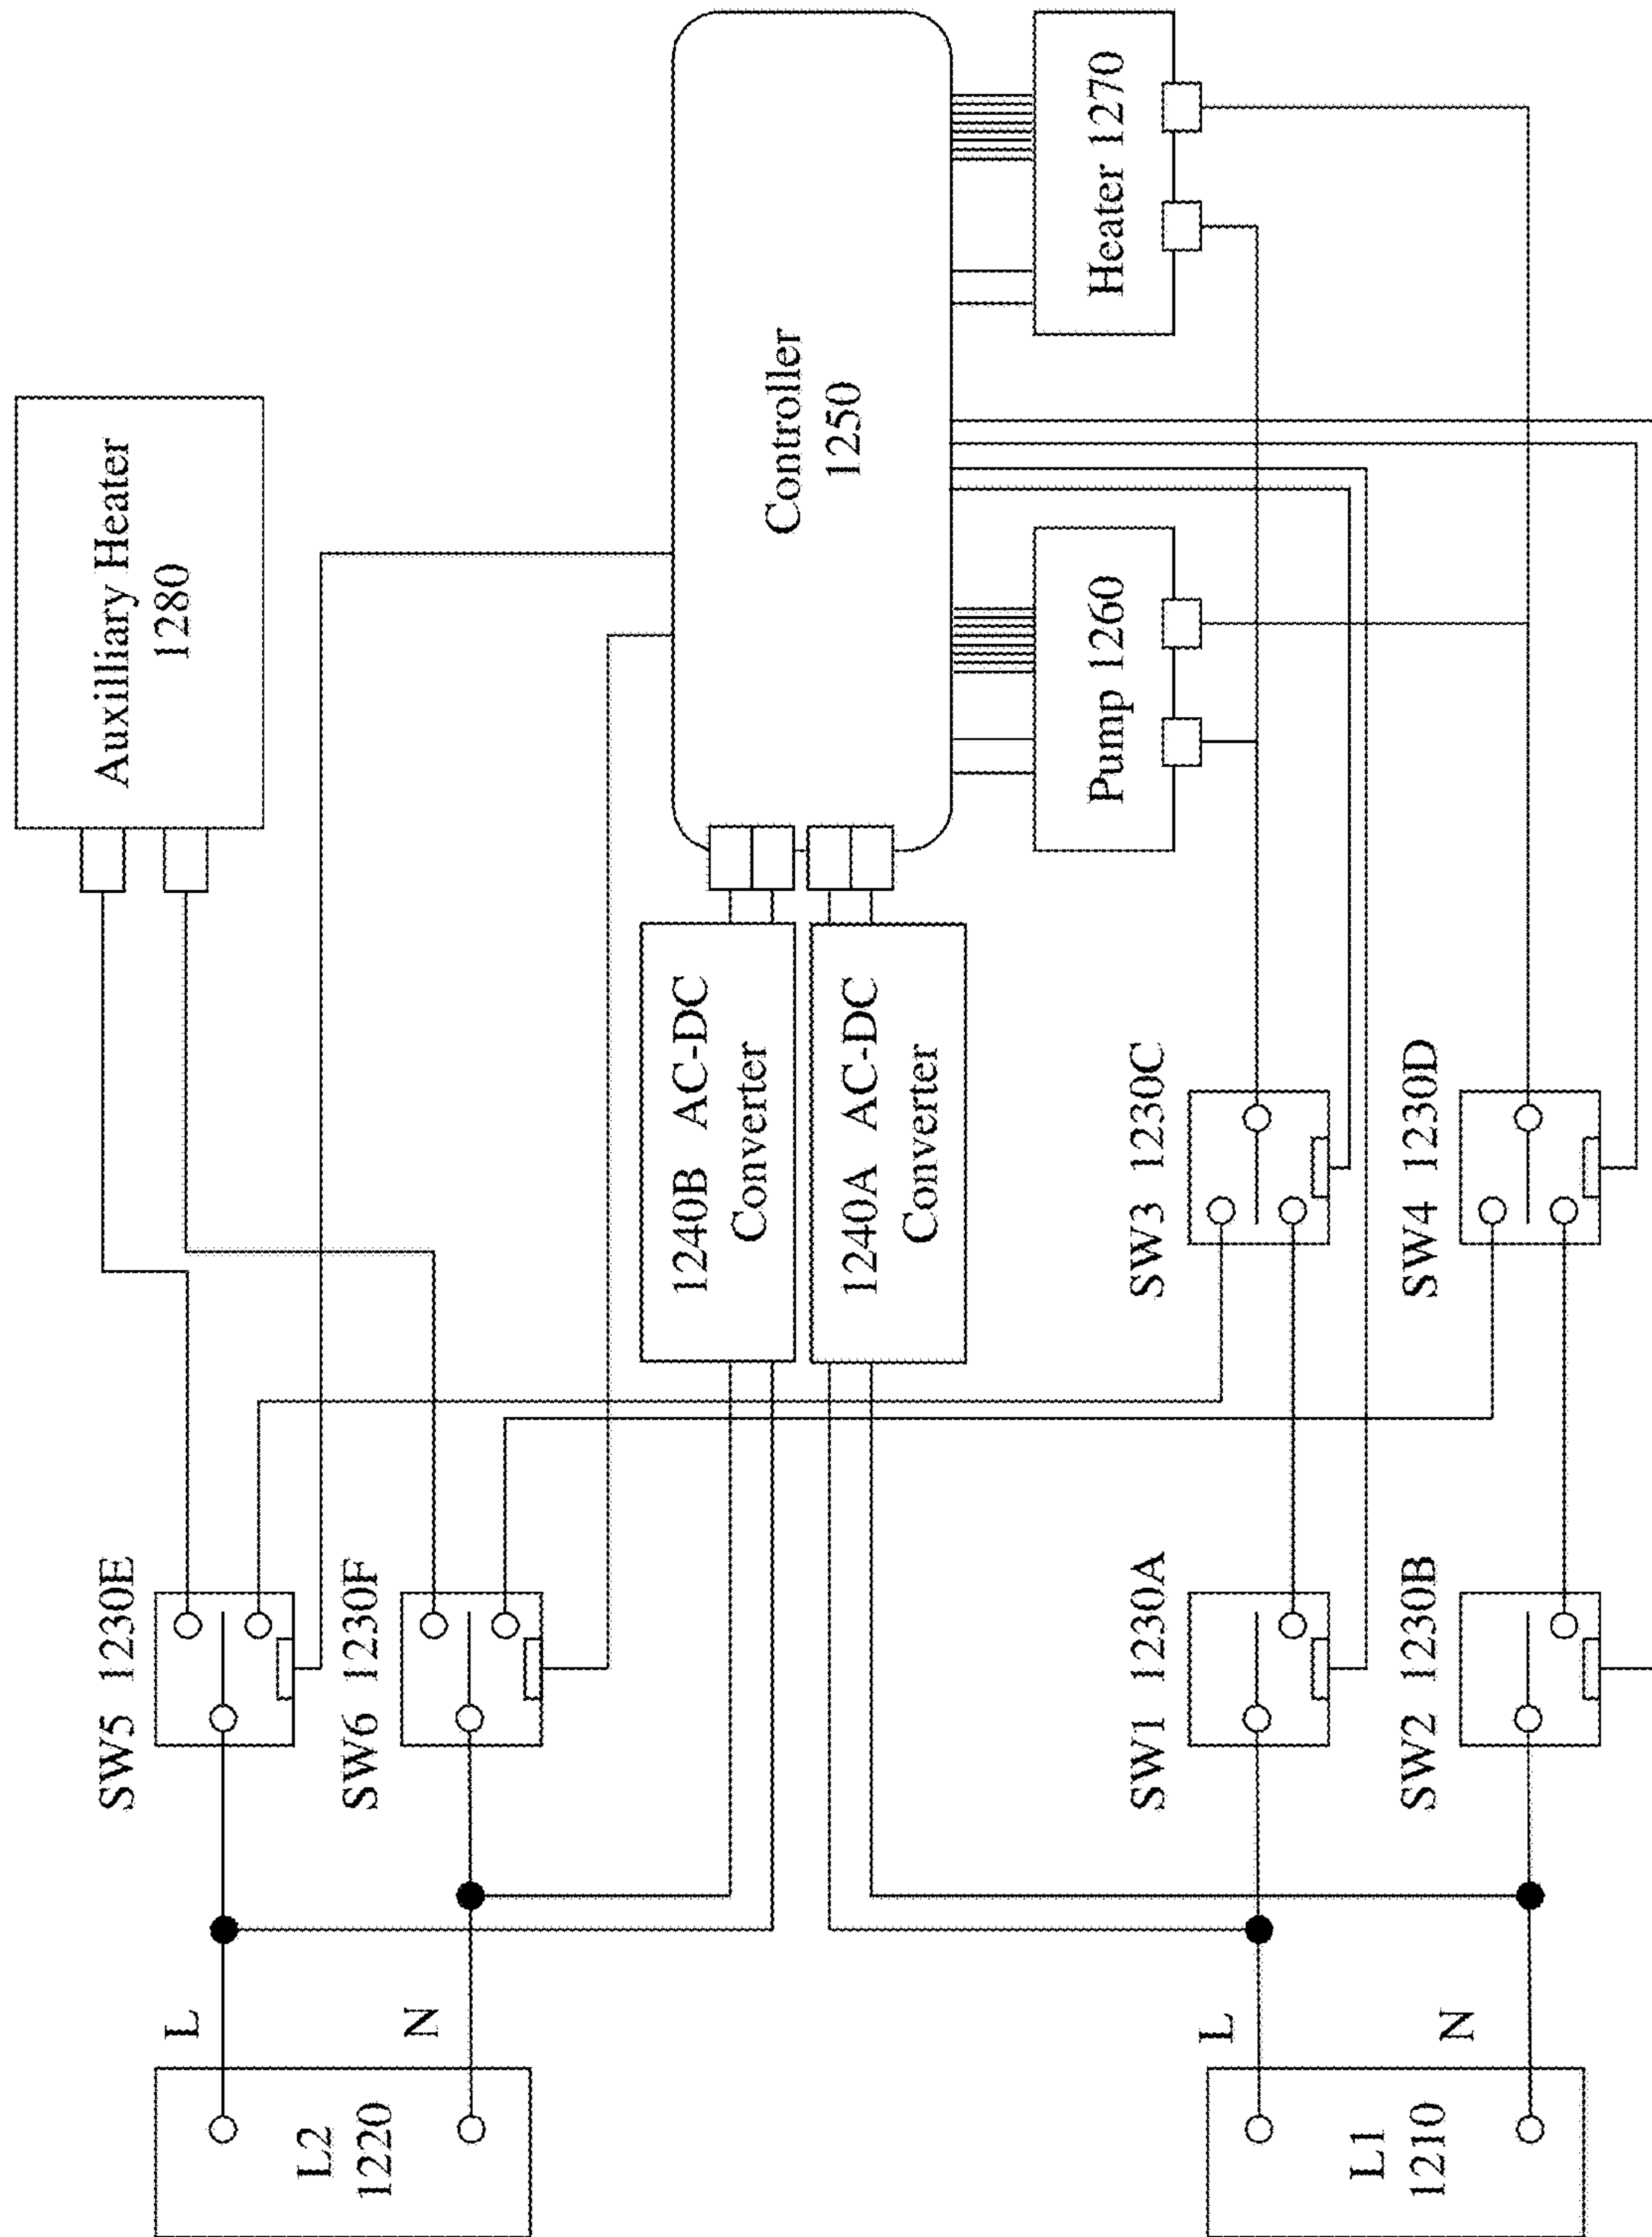 Auxilliary Heater
1280
Controller
1250
Heater 1270
Pump 1260
1240B AC-DC
Converter
1240A AC-DC
Converter
SW3 1230C
SW4 1230D
SW5 1230E
SW6 1230F
SW1 1230A
SW2 1230B
L
N
L2
1220
L
N
L1
1210